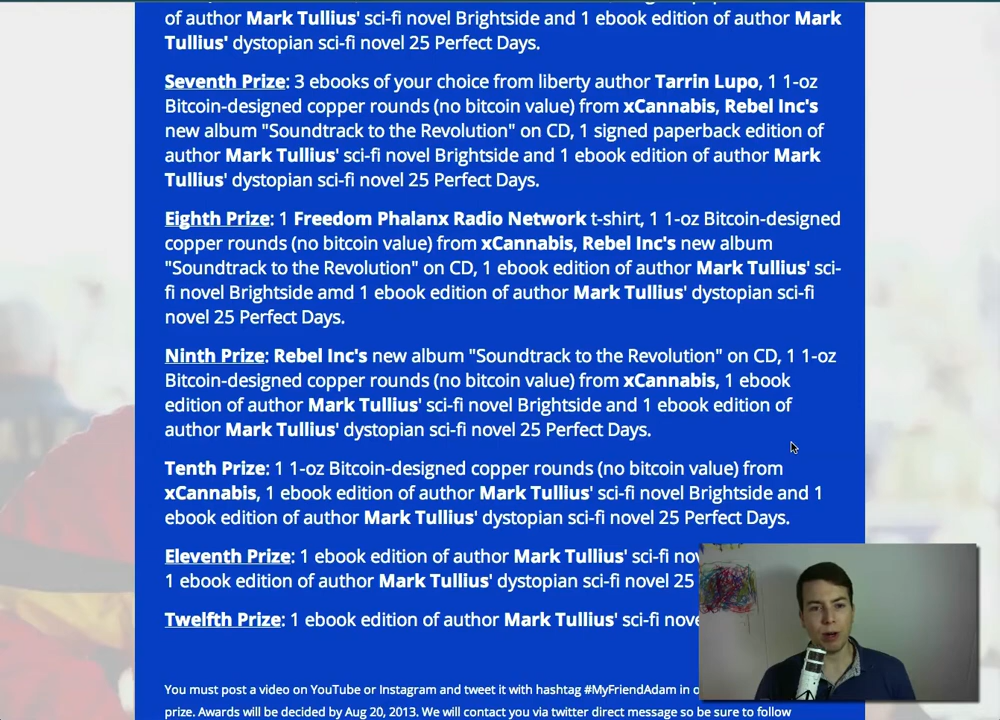 of author Mark Tullius' sci-fi novel Brightside and 1 ebook edition of author Mark
Tullius' dystopian sci-fi novel 25 Perfect Days.
Seventh Prize: 3 ebooks of your choice from liberty author Tarrin Lupo, 1 1-oz
Bitcoin-designed copper rounds (no bitcoin value) from xCannabis, Rebel Inc's
new album "Soundtrack to the Revolution" on CD, 1 signed paperback edition of
author Mark Tullius' sci-fi novel Brightside and 1 ebook edition of author Mark
Tullius' dystopian sci-fi novel 25 Perfect Days.
Eighth Prize: 1 Freedom Phalanx Radio Network t-shirt, 1 1-oz Bitcoin-designed
copper rounds (no bitcoin value) from xCannabis, Rebel Inc's new album
"Soundtrack to the Revolution" on CD, 1 ebook edition of author Mark Tullius' sci-
fi novel Brightside amd 1 ebook edition of author Mark Tullius' dystopian sci-fi
novel 25 Perfect Days.
Ninth Prize: Rebel Inc's new album "Soundtrack to the Revolution" on CD, 1 1-oz
Bitcoin-designed copper rounds (no bitcoin value) from xCannabis, 1 ebook
edition of author Mark Tullius' sci-fi novel Brightside and 1 ebook edition of
author Mark Tullius' dystopian sci-fi novel 25 Perfect Days.
Tenth Prize: 1 1-oz Bitcoin-designed copper rounds (no bitcoin value) from
xCannabis, 1 ebook edition of author Mark Tullius' sci-fi novel Brightside and 1
ebook edition of author Mark Tullius' dystopian sci-fi novel 25 Perfect Days.
Eleventh Prize: 1 ebook edition of author Mark Tullius' sci-fi
1 ebook edition of author Mark Tullius' dystopian sci-fi novel 25
Twelfth Prize: 1 ebook edition of author Mark Tullius' sci-fi
You must post a video on YouTube or Instagram and tweet it with hashtag #MyFriendAdam in
prize. Awards will be decided by Aug 20, 2013. We will contact you via twitter direct message so be sure to follow